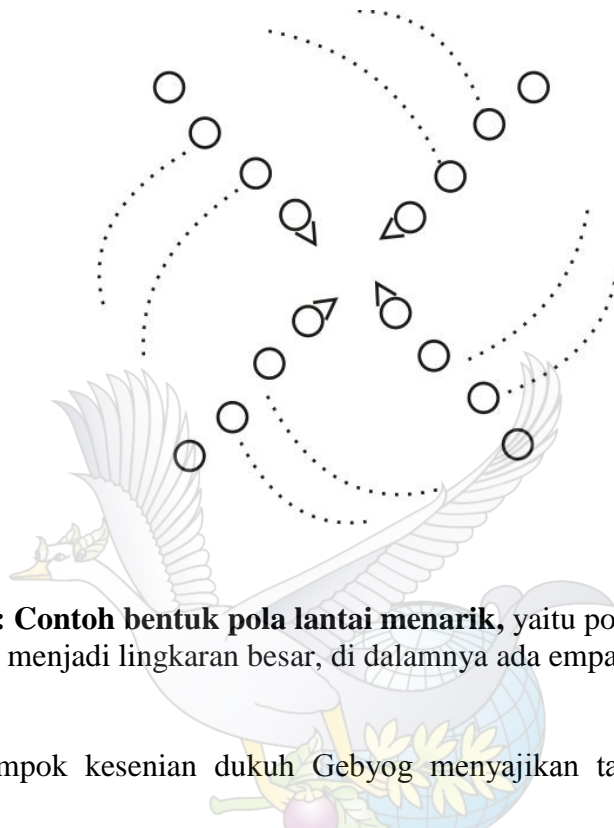 : Contoh bentuk pola lantai menarik, yaitu po
menjadi lingkaran besar, di dalamnya ada empa
mpok kesenian dukuh Gebyog menyajikan ta